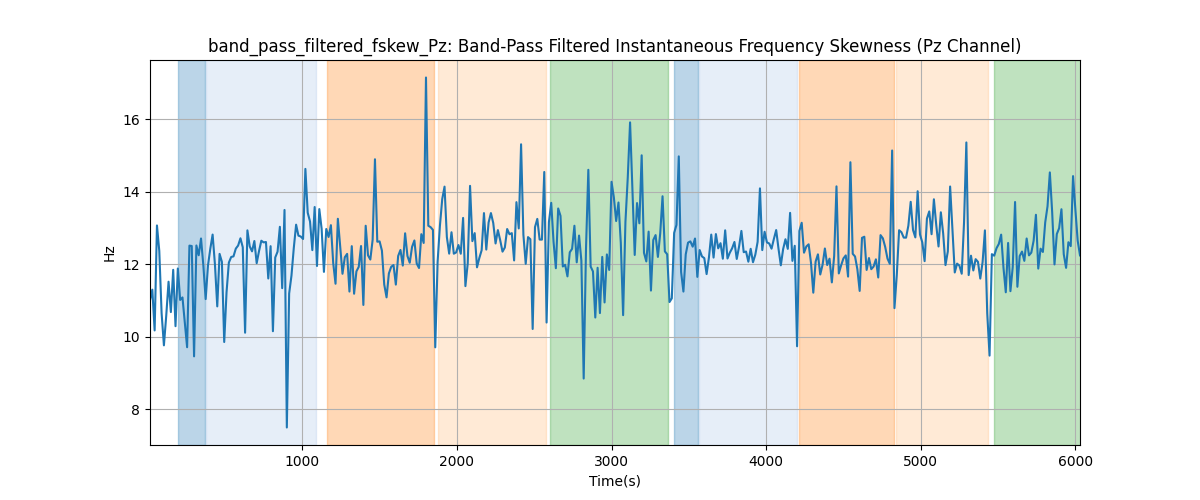 band_pass_filtered_fskew_Pz: Band-Pass Filtered Instantaneous Frequency Skewness (Pz Channel)
Hz
16
14
12
10
8
1000 2000 3000 4000 5000 6000
Time(s)